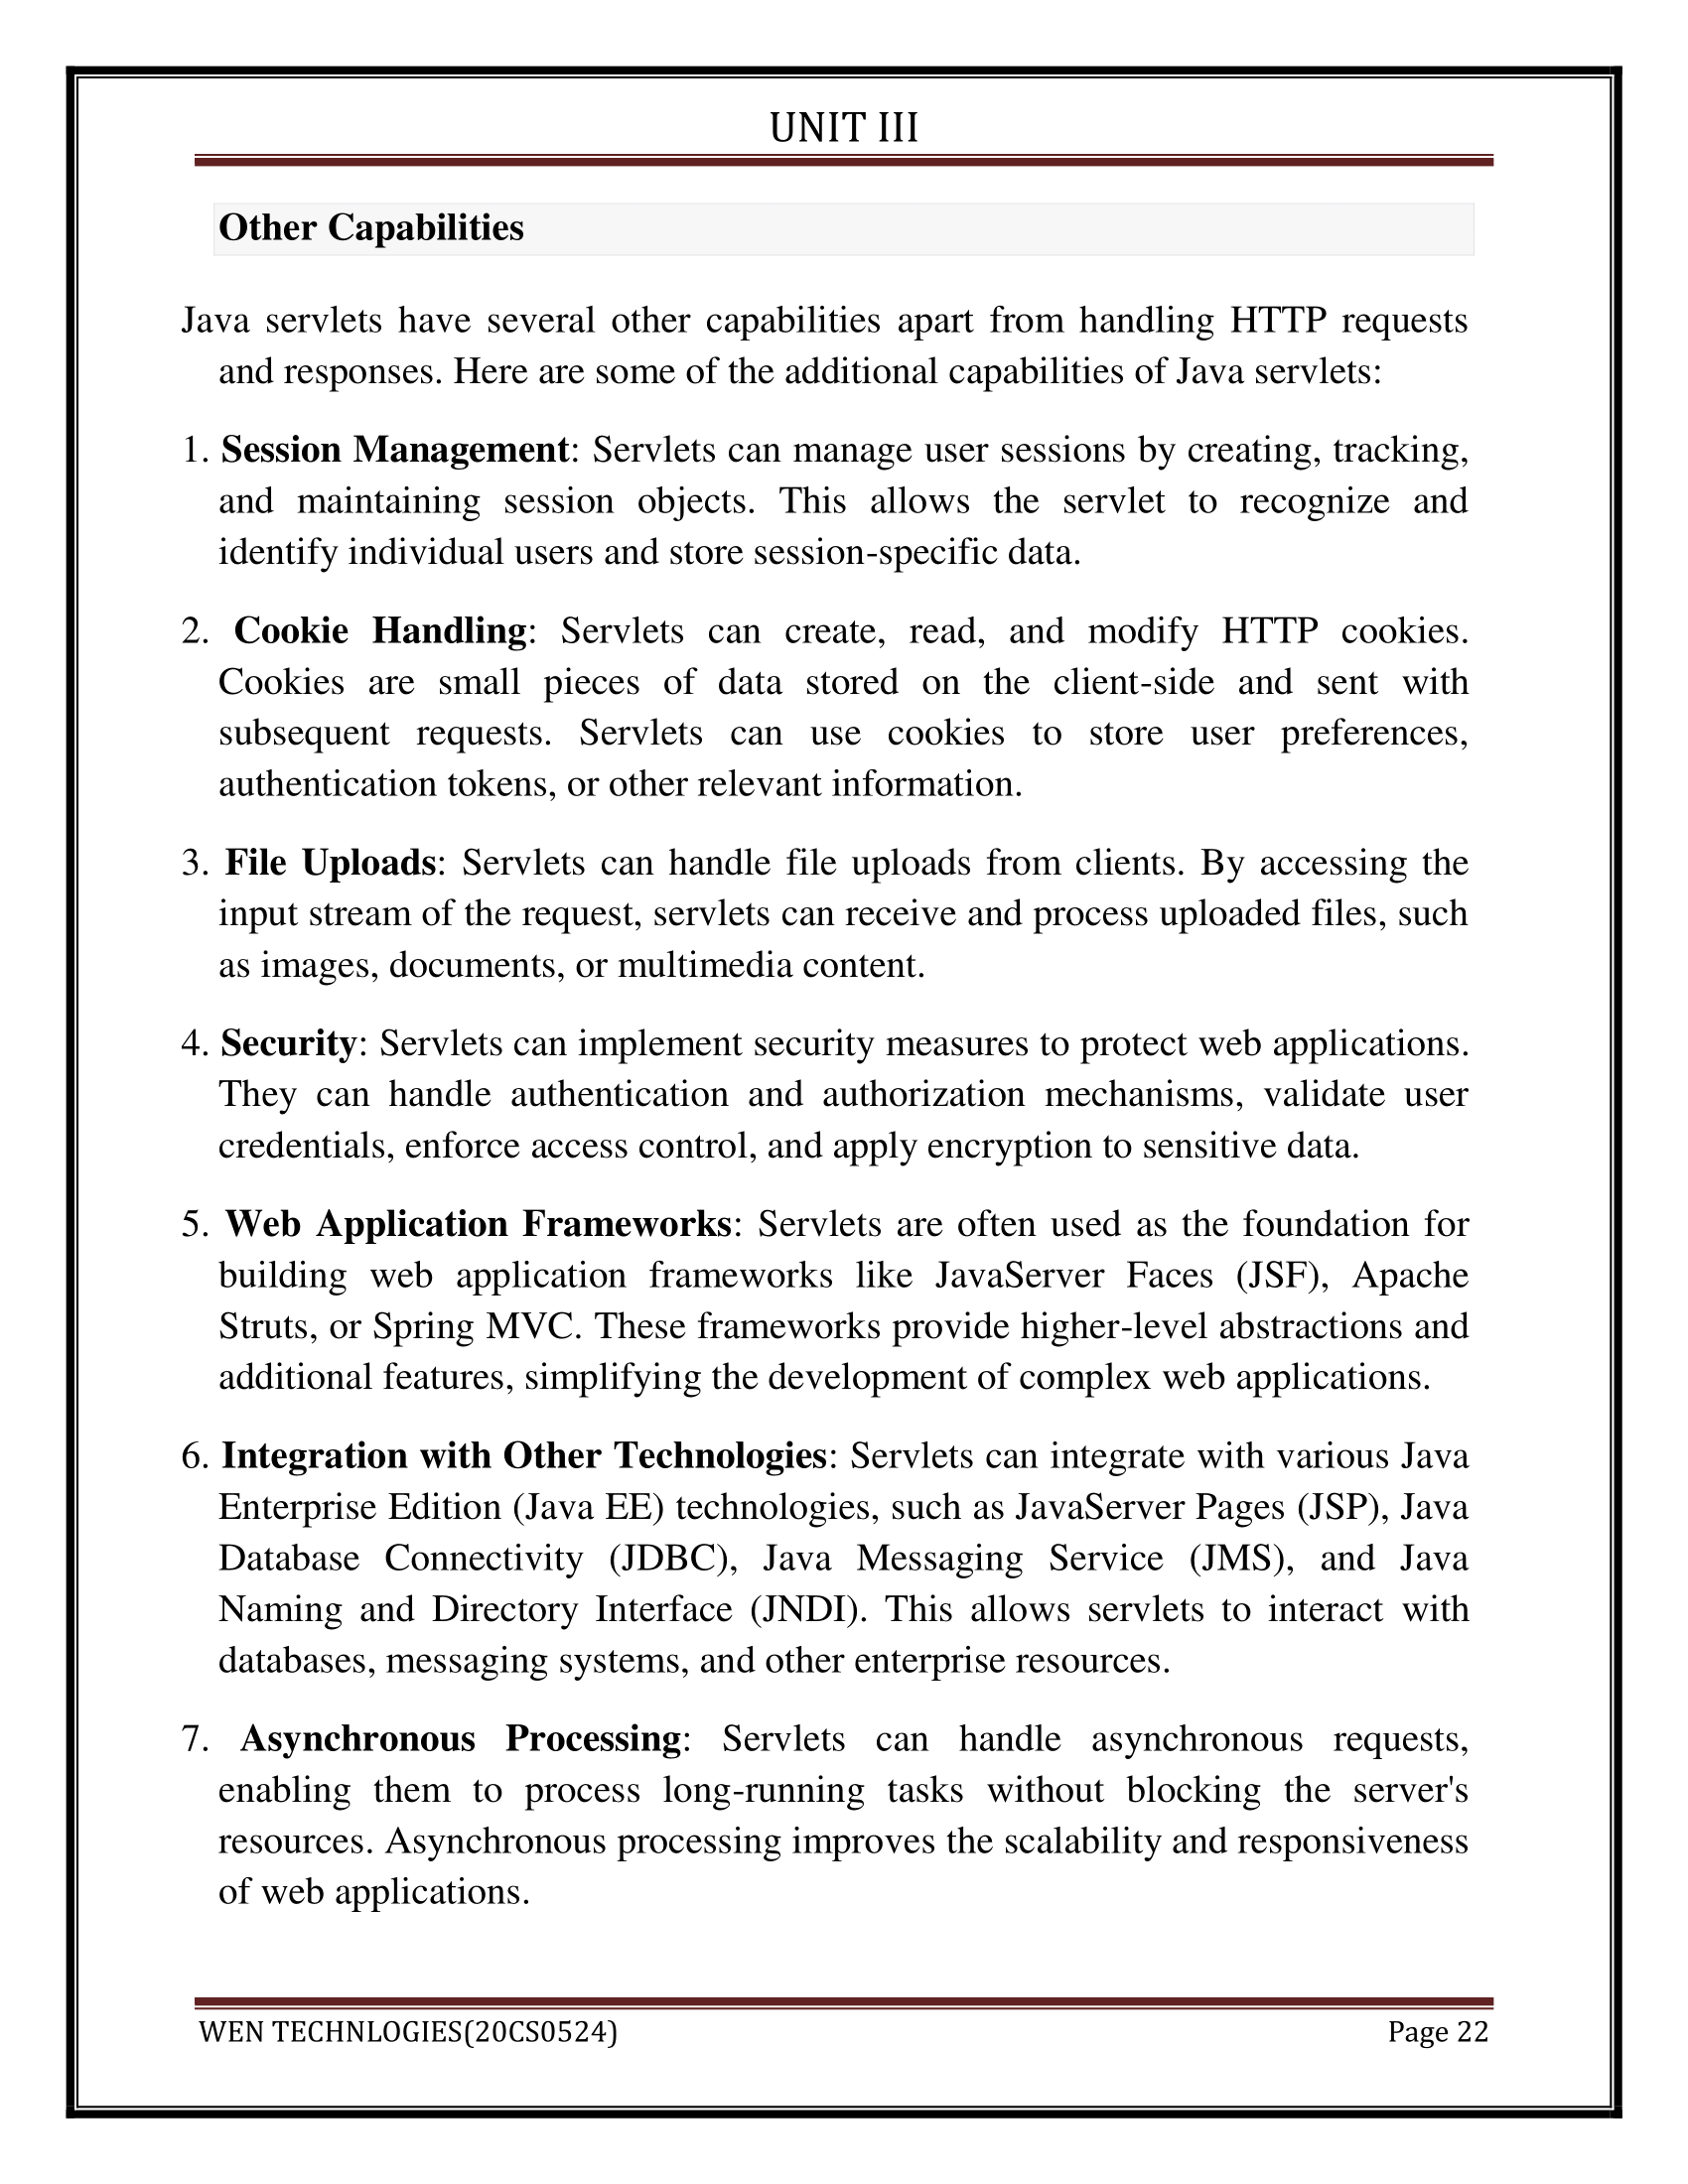 UNIT III
Other Capabilities
Java servlets have several other capabilities apart from handling HTTP requests
and responses. Here are some of the additional capabilities of Java servlets:
1. Session Management: Servlets can manage user sessions by creating, tracking,
and maintaining session objects. This allows the servlet to recognize and
identify individual users and store session-specific data.
2. Cookie Handling: Servlets can create, read, and modify HTTP cookies.
Cookies are small pieces of data stored on the client-side and sent with
subsequent requests. Servlets can use cookies to store user preferences,
authentication tokens, or other relevant information.
3. File Uploads: Servlets can handle file uploads from clients. By accessing the
input stream of the request, servlets can receive and process uploaded files, such
as images, documents, or multimedia content.
4. Security: Servlets can implement security measures to protect web applications.
They can handle authentication and authorization mechanisms, validate user
credentials, enforce access control, and apply encryption to sensitive data.
5. Web Application Frameworks: Servlets are often used as the foundation for
building web application frameworks like JavaServer Faces (JSF), Apache
Struts, or Spring MVC. These frameworks provide higher-level abstractions and
additional features, simplifying the development of complex web applications.
6. Integration with Other Technologies: Servlets can integrate with various Java
Enterprise Edition (Java EE) technologies, such as JavaServer Pages (JSP), Java
Database Connectivity (JDBC), Java Messaging Service (JMS), and Java
Naming and Directory Interface (JNDI). This allows servlets to interact with
databases, messaging systems, and other enterprise resources.
7. Asynchronous Processing: Servlets can handle asynchronous requests,
enabling them to process long-running tasks without blocking the server's
resources. Asynchronous processing improves the scalability and responsiveness
of web applications.
WEN TECHNLOGIES(20CS0524) Page 22